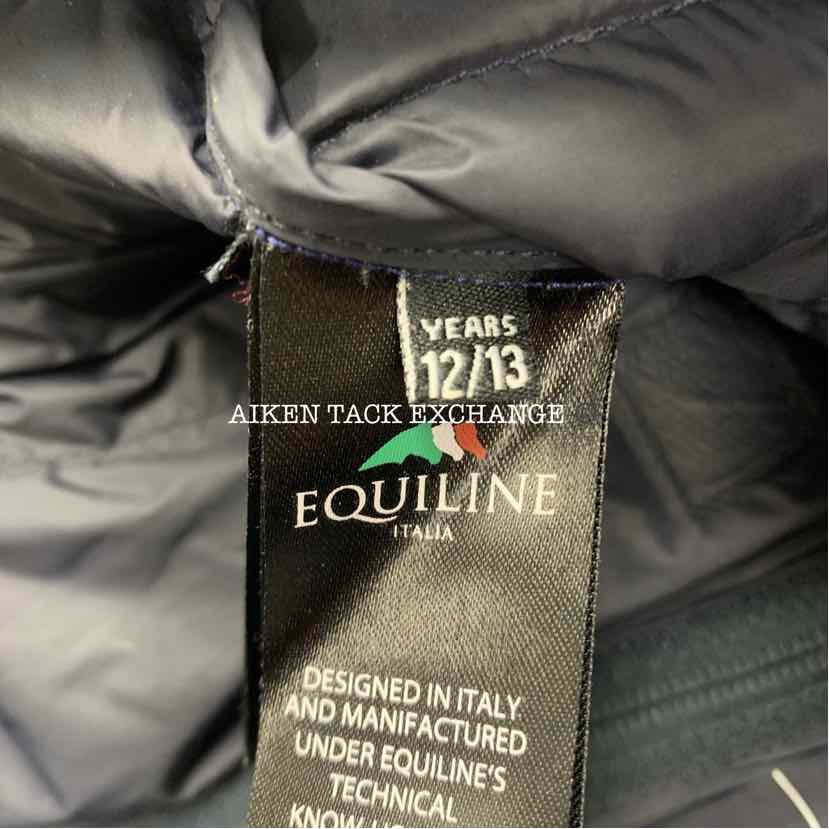 YEARS
12/13
AIKEN TACK EXCHANGE
EQUILINE
ITALIA
DESIGNED IN ITALY
AND MANIFACTURED
UNDER EQUILINE'S
TECHNICAL